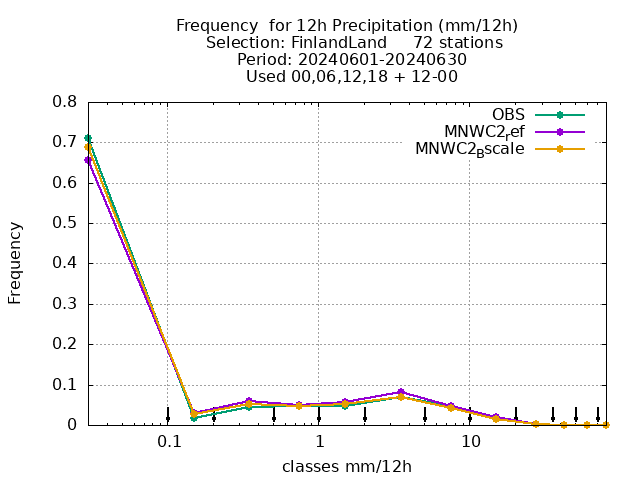 Frequency  for 12h Precipitation (mm/12h)
Selection: FinlandLand     72 stations
Period: 20240601-20240630
Used 00,06,12,18 + 12-00
OBS
MNWC2_ref
MNWC2_Bscale
Frequency
0.8
0.7
0.6
0.5
0.4
0.3
0.2
0.1
0
0.1 1 10
classes mm/12h